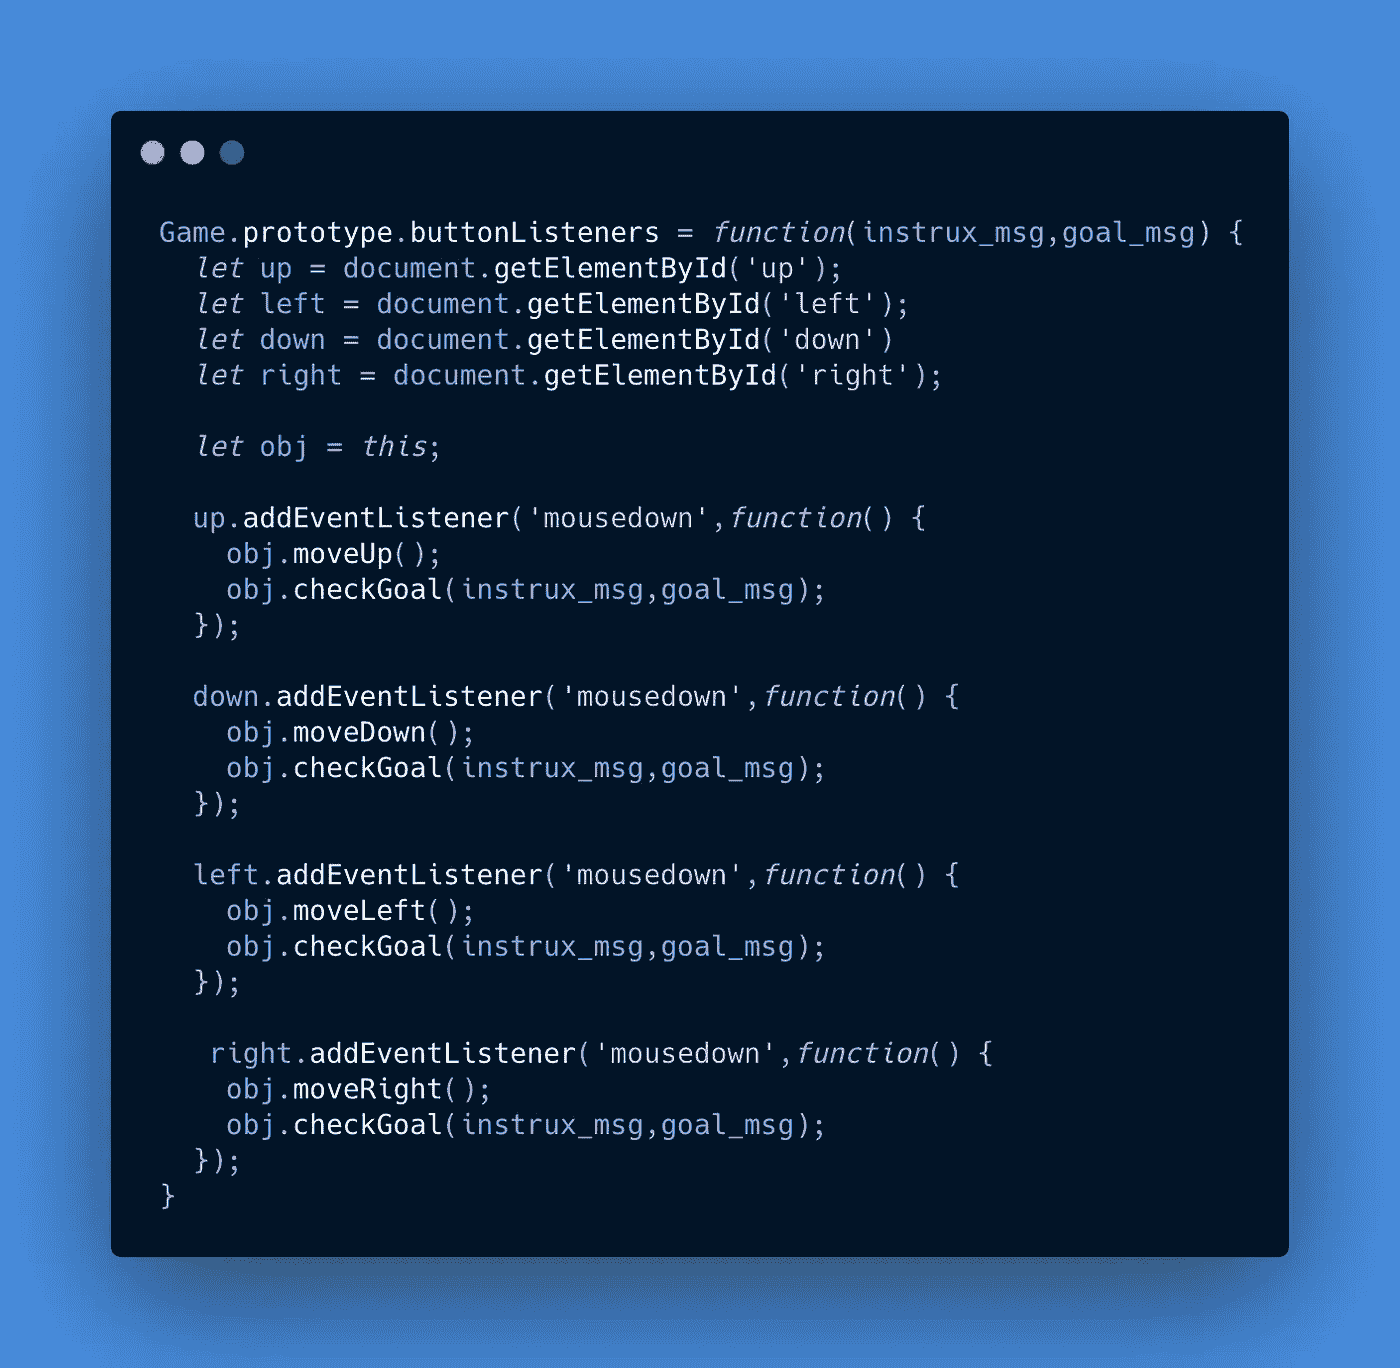 Game.prototype.buttonListeners = function(instrux_msg,goal_msg) {
  let up = document.getElementById('up');
  let left = document.getElementById('left');
  let down = document.getElementById('down')
  let right = document.getElementById('right');

  let obj = this;

  up.addEventListener('mousedown',function() {
    obj.moveUp();
    obj.checkGoal(instrux_msg,goal_msg);
  });

  down.addEventListener('mousedown',function() {
    obj.moveDown();
    obj.checkGoal(instrux_msg,goal_msg);
  });

  left.addEventListener('mousedown',function() {
    obj.moveLeft();
    obj.checkGoal(instrux_msg,goal_msg);
  });

   right.addEventListener('mousedown',function() {
    obj.moveRight();
    obj.checkGoal(instrux_msg,goal_msg);
  });
}